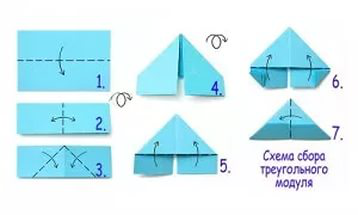 1.
2.
3.
4.
5.
6.
7.
Схема сбора
треугольного
модуля